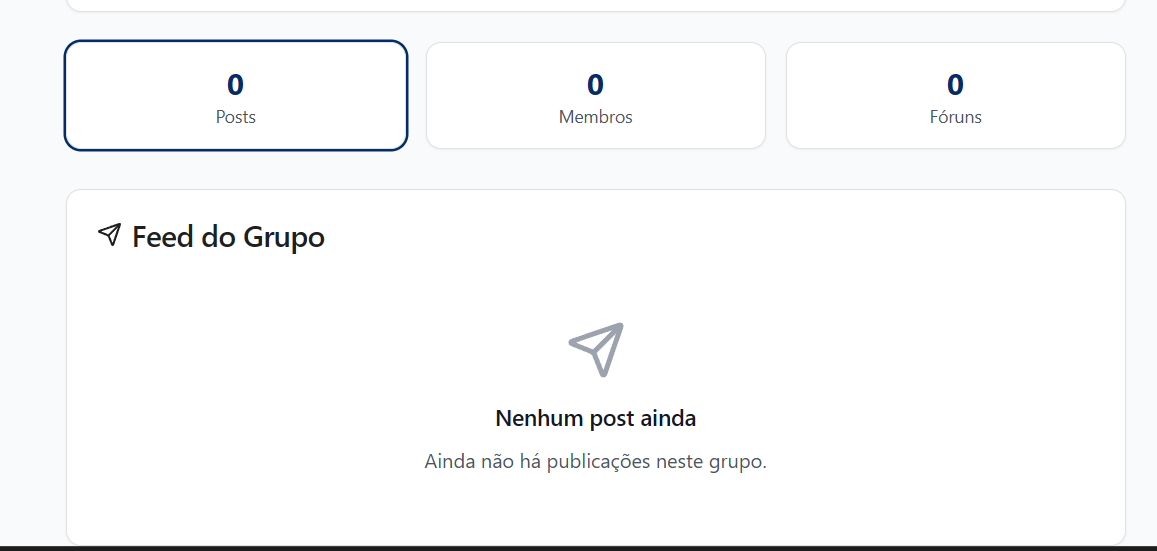 0
Posts
0
Membros
0
Fóruns
Feed do Grupo
Nenhum post ainda
Ainda não há publicações neste grupo.